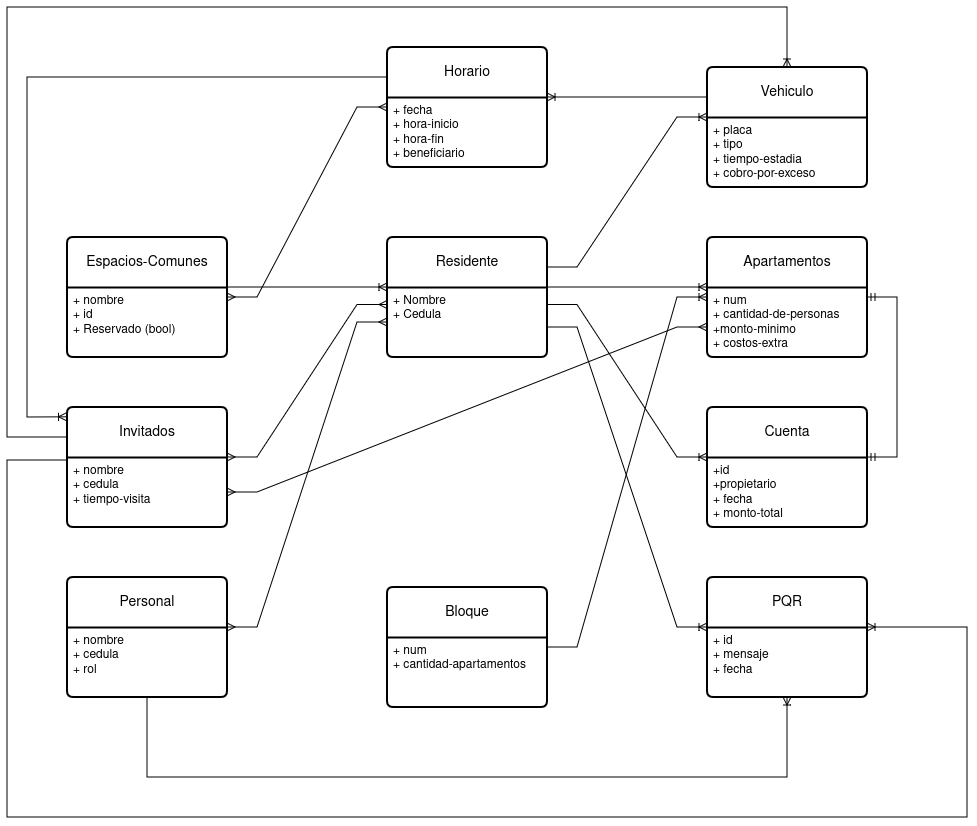 Horario
+ fecha
+ hora-inicio
+ hora-fin
+ beneficiario
Vehiculo
+ placa
+ tipo
+ tiempo-estadia
+ cobro-por-exceso
Espacios-Comunes
+ nombre
+ id
+ Reservado (bool)
Residente
+ Nombre
+ Cedula
Apartamentos
+ num
+ cantidad-de-personas
+monto-minimo
+ costos-extra
Invitados
+ nombre
+ cedula
+ tiempo-visita
Cuenta
+id
+propietario
+ fecha
+ monto-total
Personal
+ nombre
+ cedula
+ rol
Bloque
+ num
+ cantidad-apartamentos
PQR
+ id
+ mensaje
+ fecha